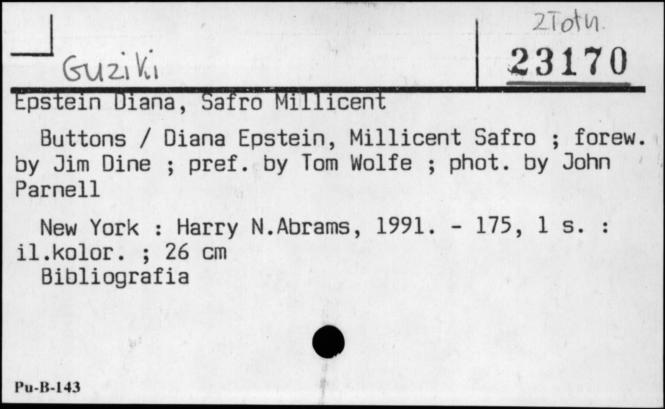 Złotn.
Guziki
23170
Epstein Diana, Safro Millicent
Buttons / Diana Epstein, Millicent Safro ; forew.
by Jim Dine ; pref. by Tom Wolfe ; phot. by John
Parnell
New York : Harry N.Abrams, 1991. - 175, 1 s. :
il.kolor. ; 26 cm
Bibliografia
Pu-B-143